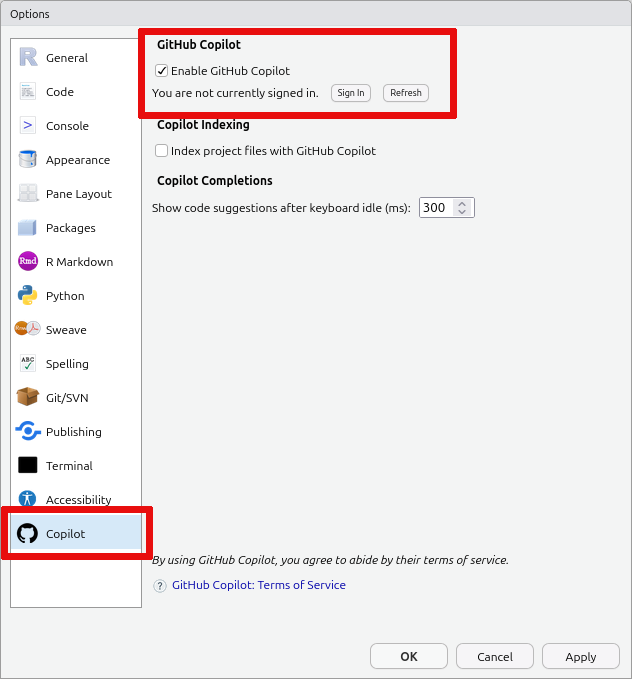 Options
General
Code
Console
Appearance
Pane Layout
Packages
Rmd R Markdown
Python
Sweave
ABC Spelling
Git/SVN
Publishing
Terminal
Accessibility
Copilot
GitHub Copilot
Enable GitHub Copilot
You are not currently signed in. Sign In Refresh
Copilot Indexing
Index project files with GitHub Copilot
Copilot Completions
Show code suggestions after keyboard idle (ms): 300
By using GitHub Copilot, you agree to abide by their terms of service.
? GitHub Copilot: Terms of Service
OK Cancel Apply